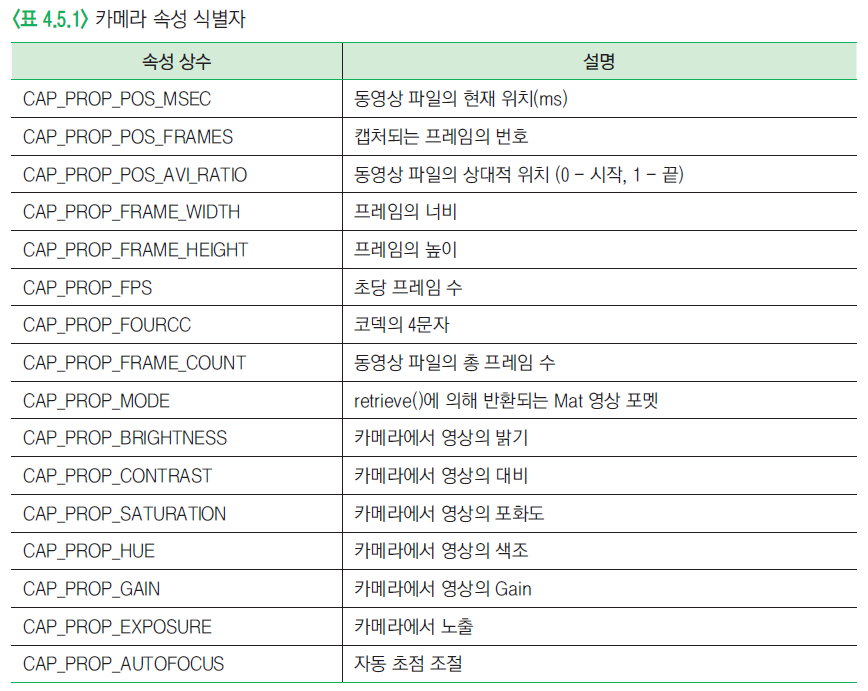 〈표 4.5.1〉 카메라 속성 식별자
속성 상수 설명
CAP_PROP_POS_MSEC 동영상 파일의 현재 위치(ms)
CAP_PROP_POS_FRAMES 캡처되는 프레임의 번호
CAP_PROP_POS_AVI_RATIO 동영상 파일의 상대적 위치 (0 – 시작, 1 – 끝)
CAP_PROP_FRAME_WIDTH 프레임의 너비
CAP_PROP_FRAME_HEIGHT 프레임의 높이
CAP_PROP_FPS 초당 프레임 수
CAP_PROP_FOURCC 코덱의 4문자
CAP_PROP_FRAME_COUNT 동영상 파일의 총 프레임 수
CAP_PROP_MODE retrieve()에 의해 반환되는 Mat 영상 포멧
CAP_PROP_BRIGHTNESS 카메라에서 영상의 밝기
CAP_PROP_CONTRAST 카메라에서 영상의 대비
CAP_PROP_SATURATION 카메라에서 영상의 포화도
CAP_PROP_HUE 카메라에서 영상의 색조
CAP_PROP_GAIN 카메라에서 영상의 Gain
CAP_PROP_EXPOSURE 카메라에서 노출
CAP_PROP_AUTOFOCUS 자동 초점 조절